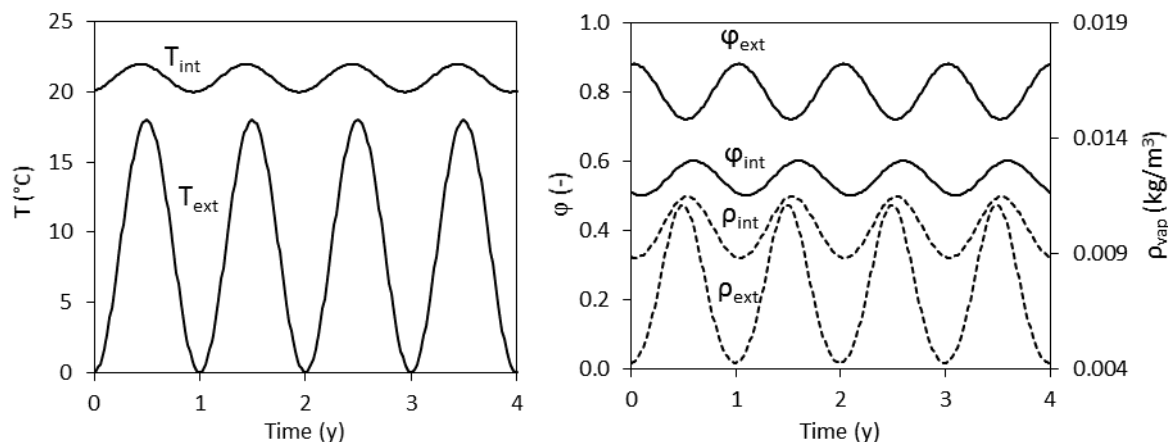 25
20
15
10
5
0
T (°C)
T_int
T_ext
0 1 2 3 4
Time (y)
1.0
0.8
0.6
0.4
0.2
0.0
φ (-)
φ_ext
φ_int
ρ_int
ρ_ext
0.019
0.014
0.009
0.004
ρ_vap (kg/m³)
0 1 2 3 4
Time (y)